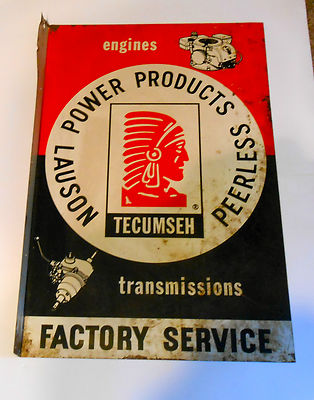 engines
LAUSON POWER PRODUCTS PEERLESS
®
TECUMSEH
transmissions
FACTORY SERVICE